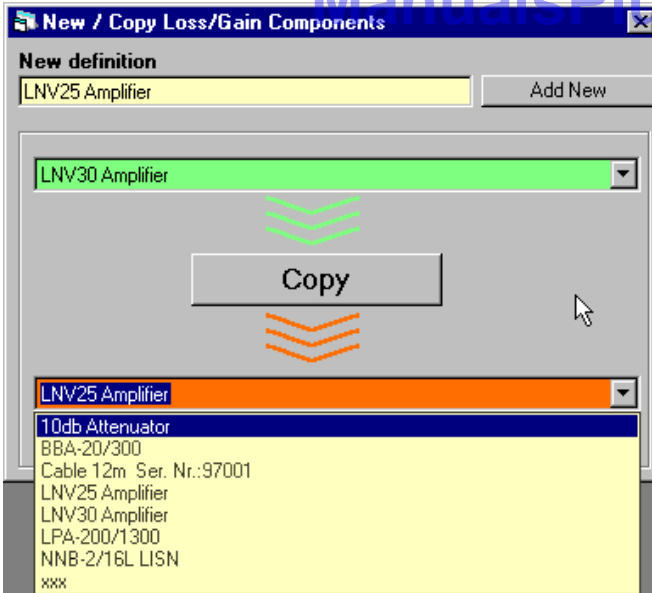 New / Copy Loss/Gain Components
New definition
LNV25 Amplifier
Add New
LNV30 Amplifier
Copy
LNV25 Amplifier
10db Attenuator
BBA-20/300
Cable 12m Ser. Nr.:97001
LNV25 Amplifier
LNV30 Amplifier
LPA-200/1300
NNB-2/16L LISN
xxx